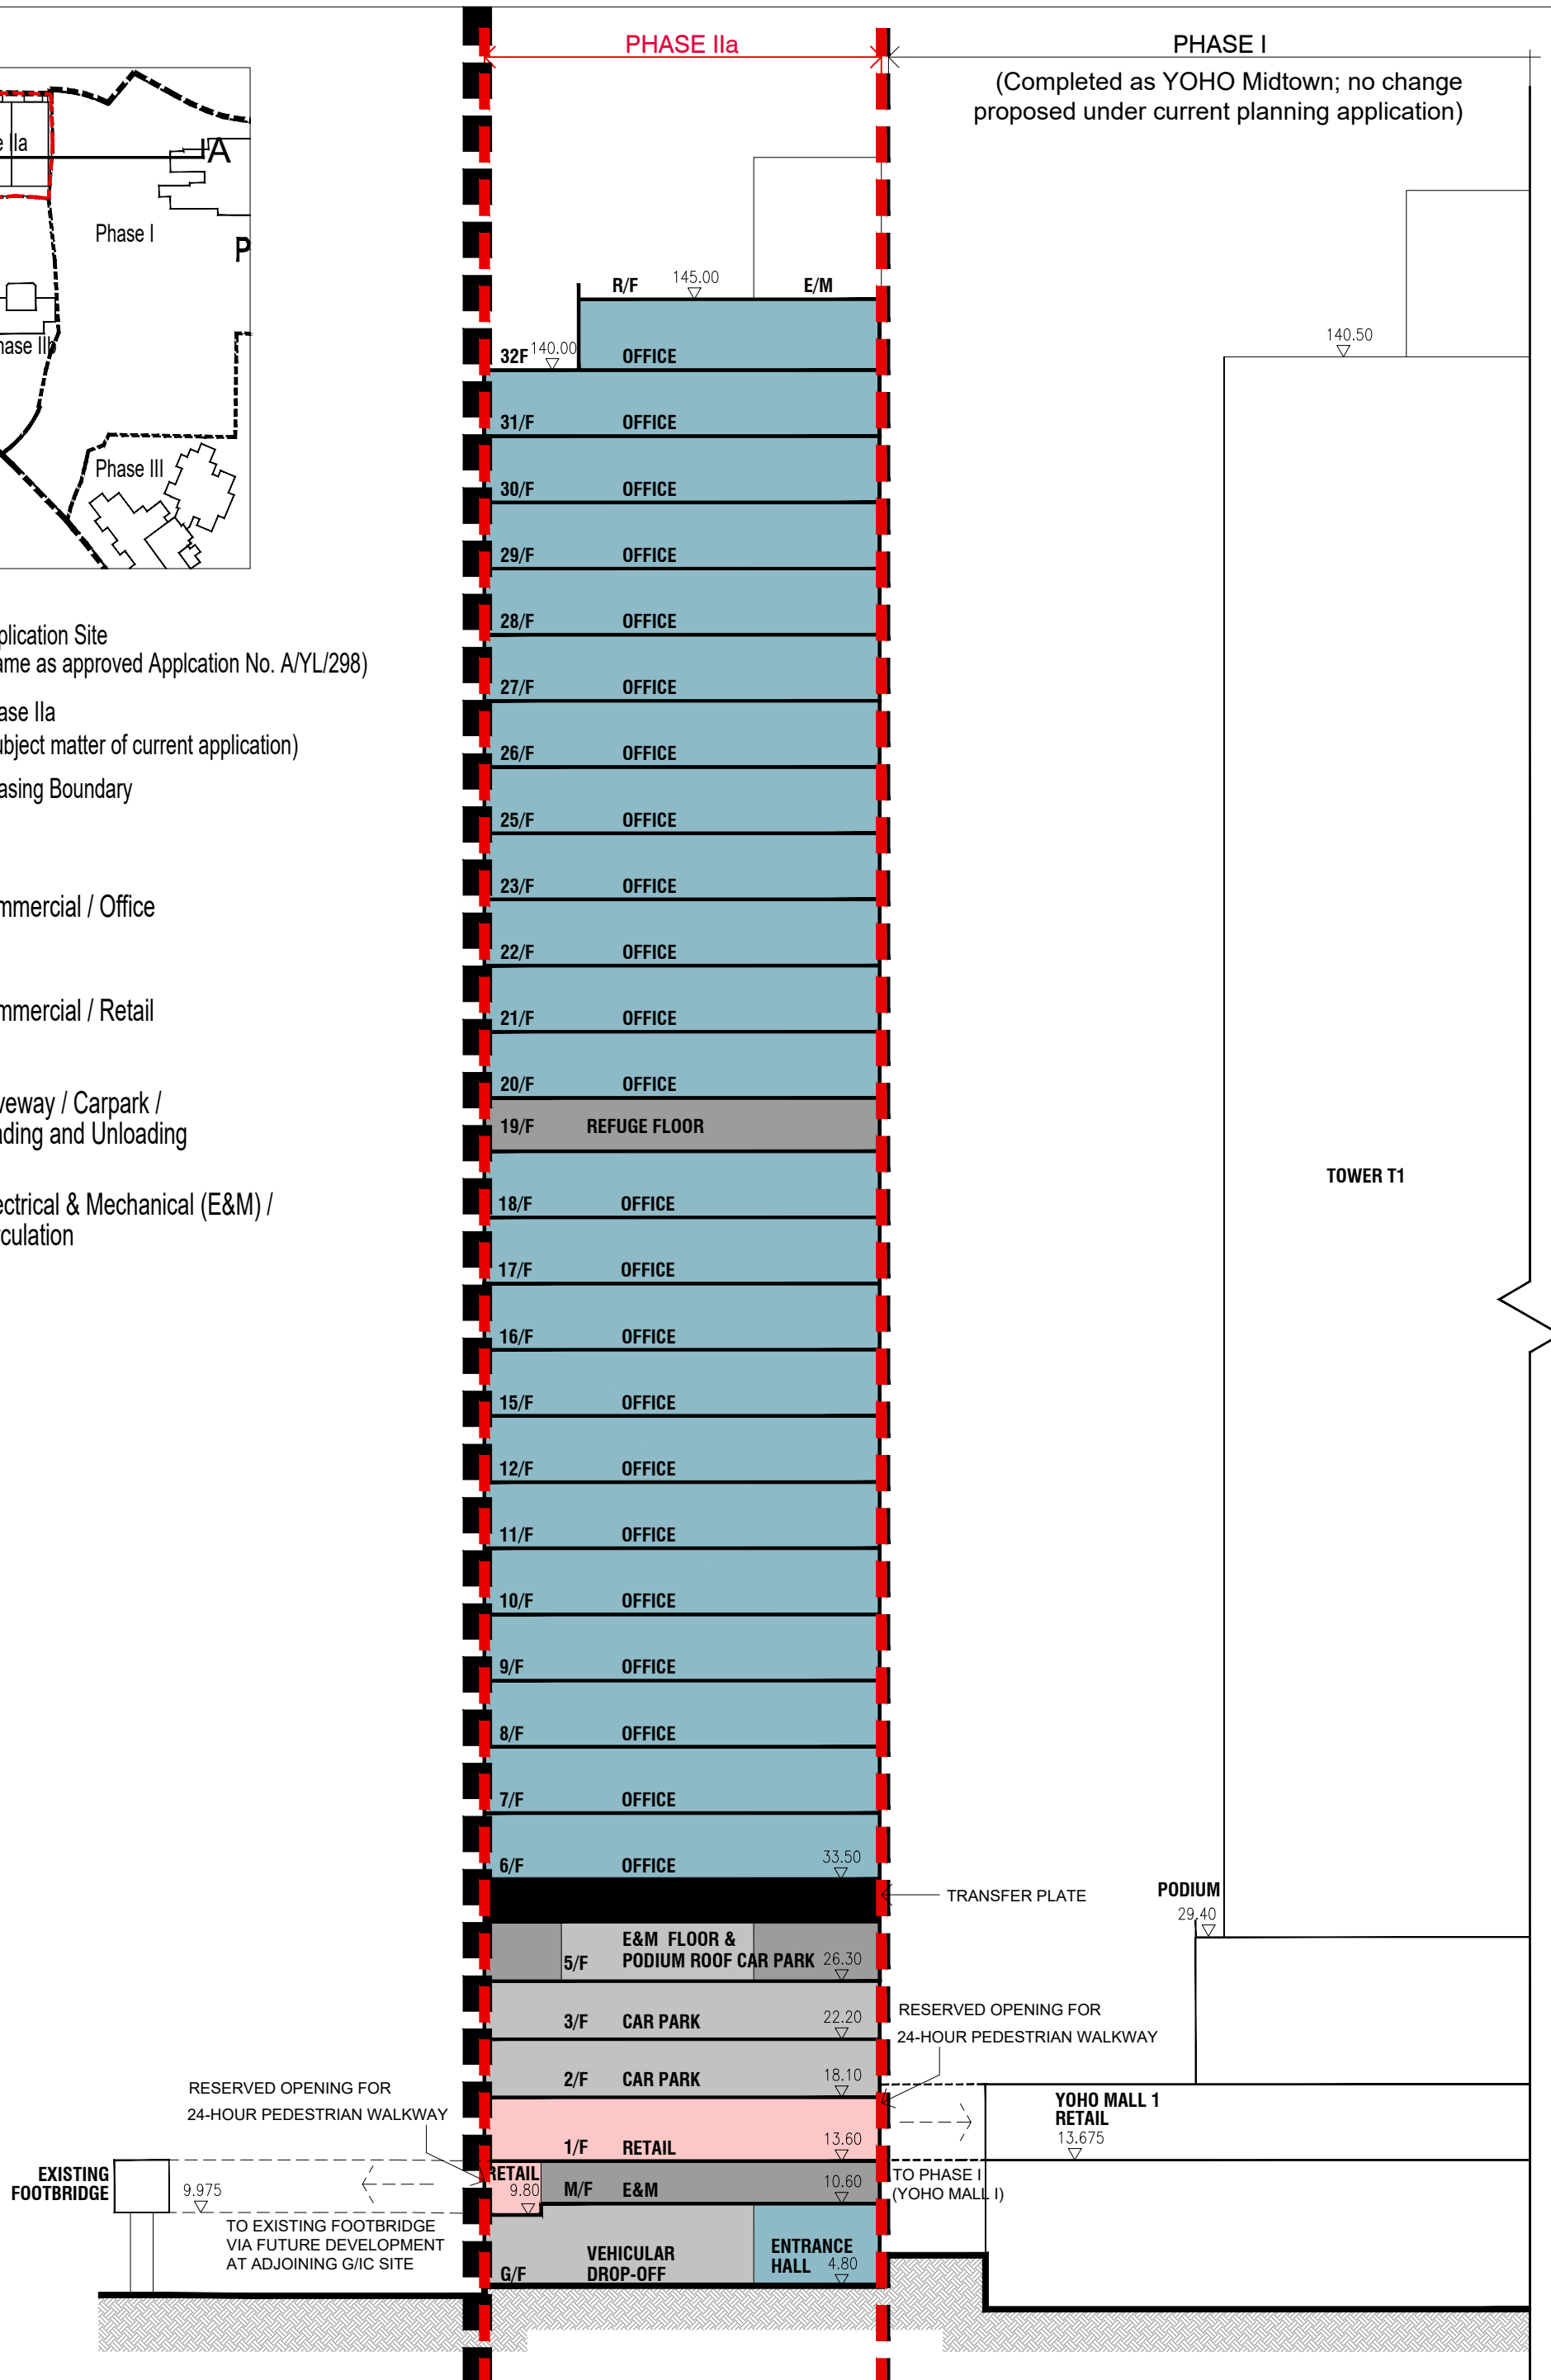 PHASE IIa
PHASE I
(Completed as YOHO Midtown; no change
proposed under current planning application)
IIa
A
Phase I
P
hase IIb
Phase III
plication Site
ame as approved Applcation No. A/YL/298)
ase IIa
ubject matter of current application)
asing Boundary
mmercial / Office
mmercial / Retail
veway / Carpark /
ading and Unloading
ectrical & Mechanical (E&M) /
rculation
R/F 145.00 E/M
32F 140.00 OFFICE
140.50
31/F OFFICE
30/F OFFICE
29/F OFFICE
28/F OFFICE
27/F OFFICE
26/F OFFICE
25/F OFFICE
23/F OFFICE
22/F OFFICE
21/F OFFICE
20/F OFFICE
19/F REFUGE FLOOR
18/F OFFICE
TOWER T1
17/F OFFICE
16/F OFFICE
15/F OFFICE
12/F OFFICE
11/F OFFICE
10/F OFFICE
9/F OFFICE
8/F OFFICE
7/F OFFICE
6/F OFFICE 33.50
TRANSFER PLATE
PODIUM
29.40
E&M FLOOR &
5/F PODIUM ROOF CAR PARK 26.30
3/F CAR PARK 22.20
RESERVED OPENING FOR
24-HOUR PEDESTRIAN WALKWAY
2/F CAR PARK 18.10
RESERVED OPENING FOR
24-HOUR PEDESTRIAN WALKWAY
YOHO MALL 1
RETAIL
13.675
1/F RETAIL 13.60
EXISTING
FOOTBRIDGE
9.975
RETAIL
9.80
M/F E&M 10.60
TO PHASE I
(YOHO MALL I)
TO EXISTING FOOTBRIDGE
VIA FUTURE DEVELOPMENT
AT ADJOINING G/IC SITE
G/F
VEHICULAR
DROP-OFF
ENTRANCE
HALL 4.80